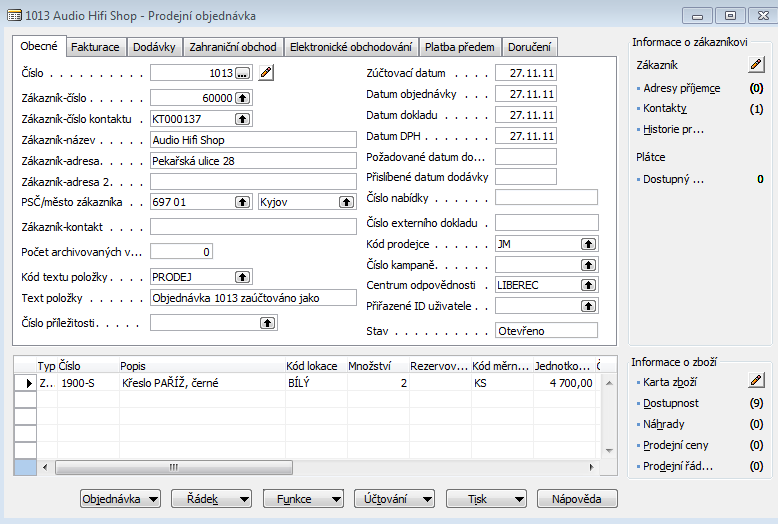 1013 Audio Hifi Shop - Prodejní objednávka
Obecné Fakturace Dodávky Zahraniční obchod Elektronické obchodování Platba předem Doručení
Číslo . . . . . . . . . . 1013 ...
Zákazník-číslo . . . . . . 60000
Zákazník-číslo kontaktu . KT000137
Zákazník-název . . . . . Audio Hifi Shop
Zákazník-adresa. . . . . Pekařská ulice 28
Zákazník-adresa 2. . . . .
PSČ/město zákazníka . . 697 01 Kyjov
Zákazník-kontakt . . . . .
Počet archivovaných v... 0
Kód textu položky . . . . PRODEJ
Text položky . . . . . . Objednávka 1013 zaúčtováno jako
Číslo příležitosti. . . . .
Zúčtovací datum . . . . 27.11.11
Datum objednávky . . . . 27.11.11
Datum dokladu . . . . . 27.11.11
Datum DPH . . . . . . . 27.11.11
Požadované datum do...
Přislíbené datum dodávky
Číslo nabídky . . . . . .
Číslo externího dokladu .
Kód prodejce . . . . . . JM
Číslo kampaně. . . . . .
Centrum odpovědnosti . LIBEREC
Přiřazené ID uživatele . .
Stav . . . . . . . . . . Otevřeno
Informace o zákazníkovi
Zákazník
Adresy příjemce (0)
Kontakty (1)
Historie pr...
Plátce
Dostupný ... 0
Typ Číslo Popis Kód lokace Množství Rezervov... Kód měrn... Jednotko...
Z.. 1900-S Křeslo PAŘÍŽ, černé BÍLÝ 2 KS 4 700,00
Informace o zboží
Karta zboží
Dostupnost (9)
Náhrady (0)
Prodejní ceny (0)
Prodejní řád... (0)
Objednávka Řádek Funkce Účtování Tisk Nápověda